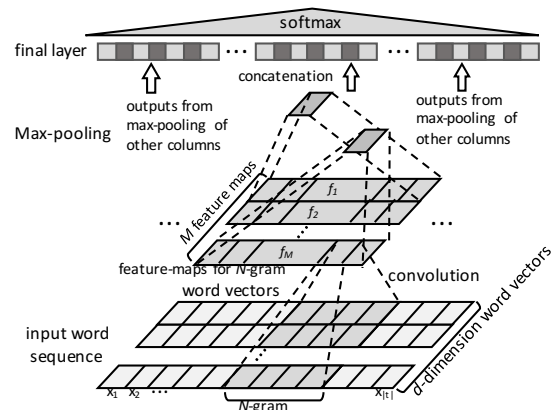 softmax
final layer
...
...
concatenation
outputs from
max-pooling of
other columns
outputs from
max-pooling of
other columns
Max-pooling
M feature maps
f1
f2
...
...
...
fM
feature-maps for N-gram
convolution
word vectors
input word
sequence
...
d-dimension word vectors
x1 x2 ... x|t|
N-gram